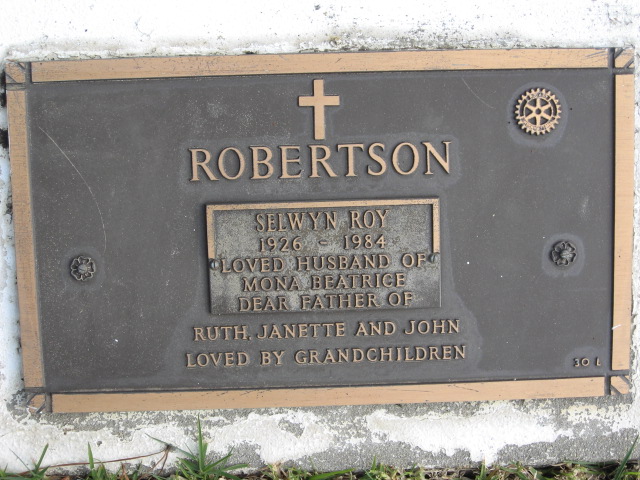 ROBERTSON
SELWYN ROY
1926 - 1984
LOVED HUSBAND OF
MONA BEATRICE
DEAR FATHER OF
RUTH, JANETTE AND JOHN
LOVED BY GRANDCHILDREN
30 L